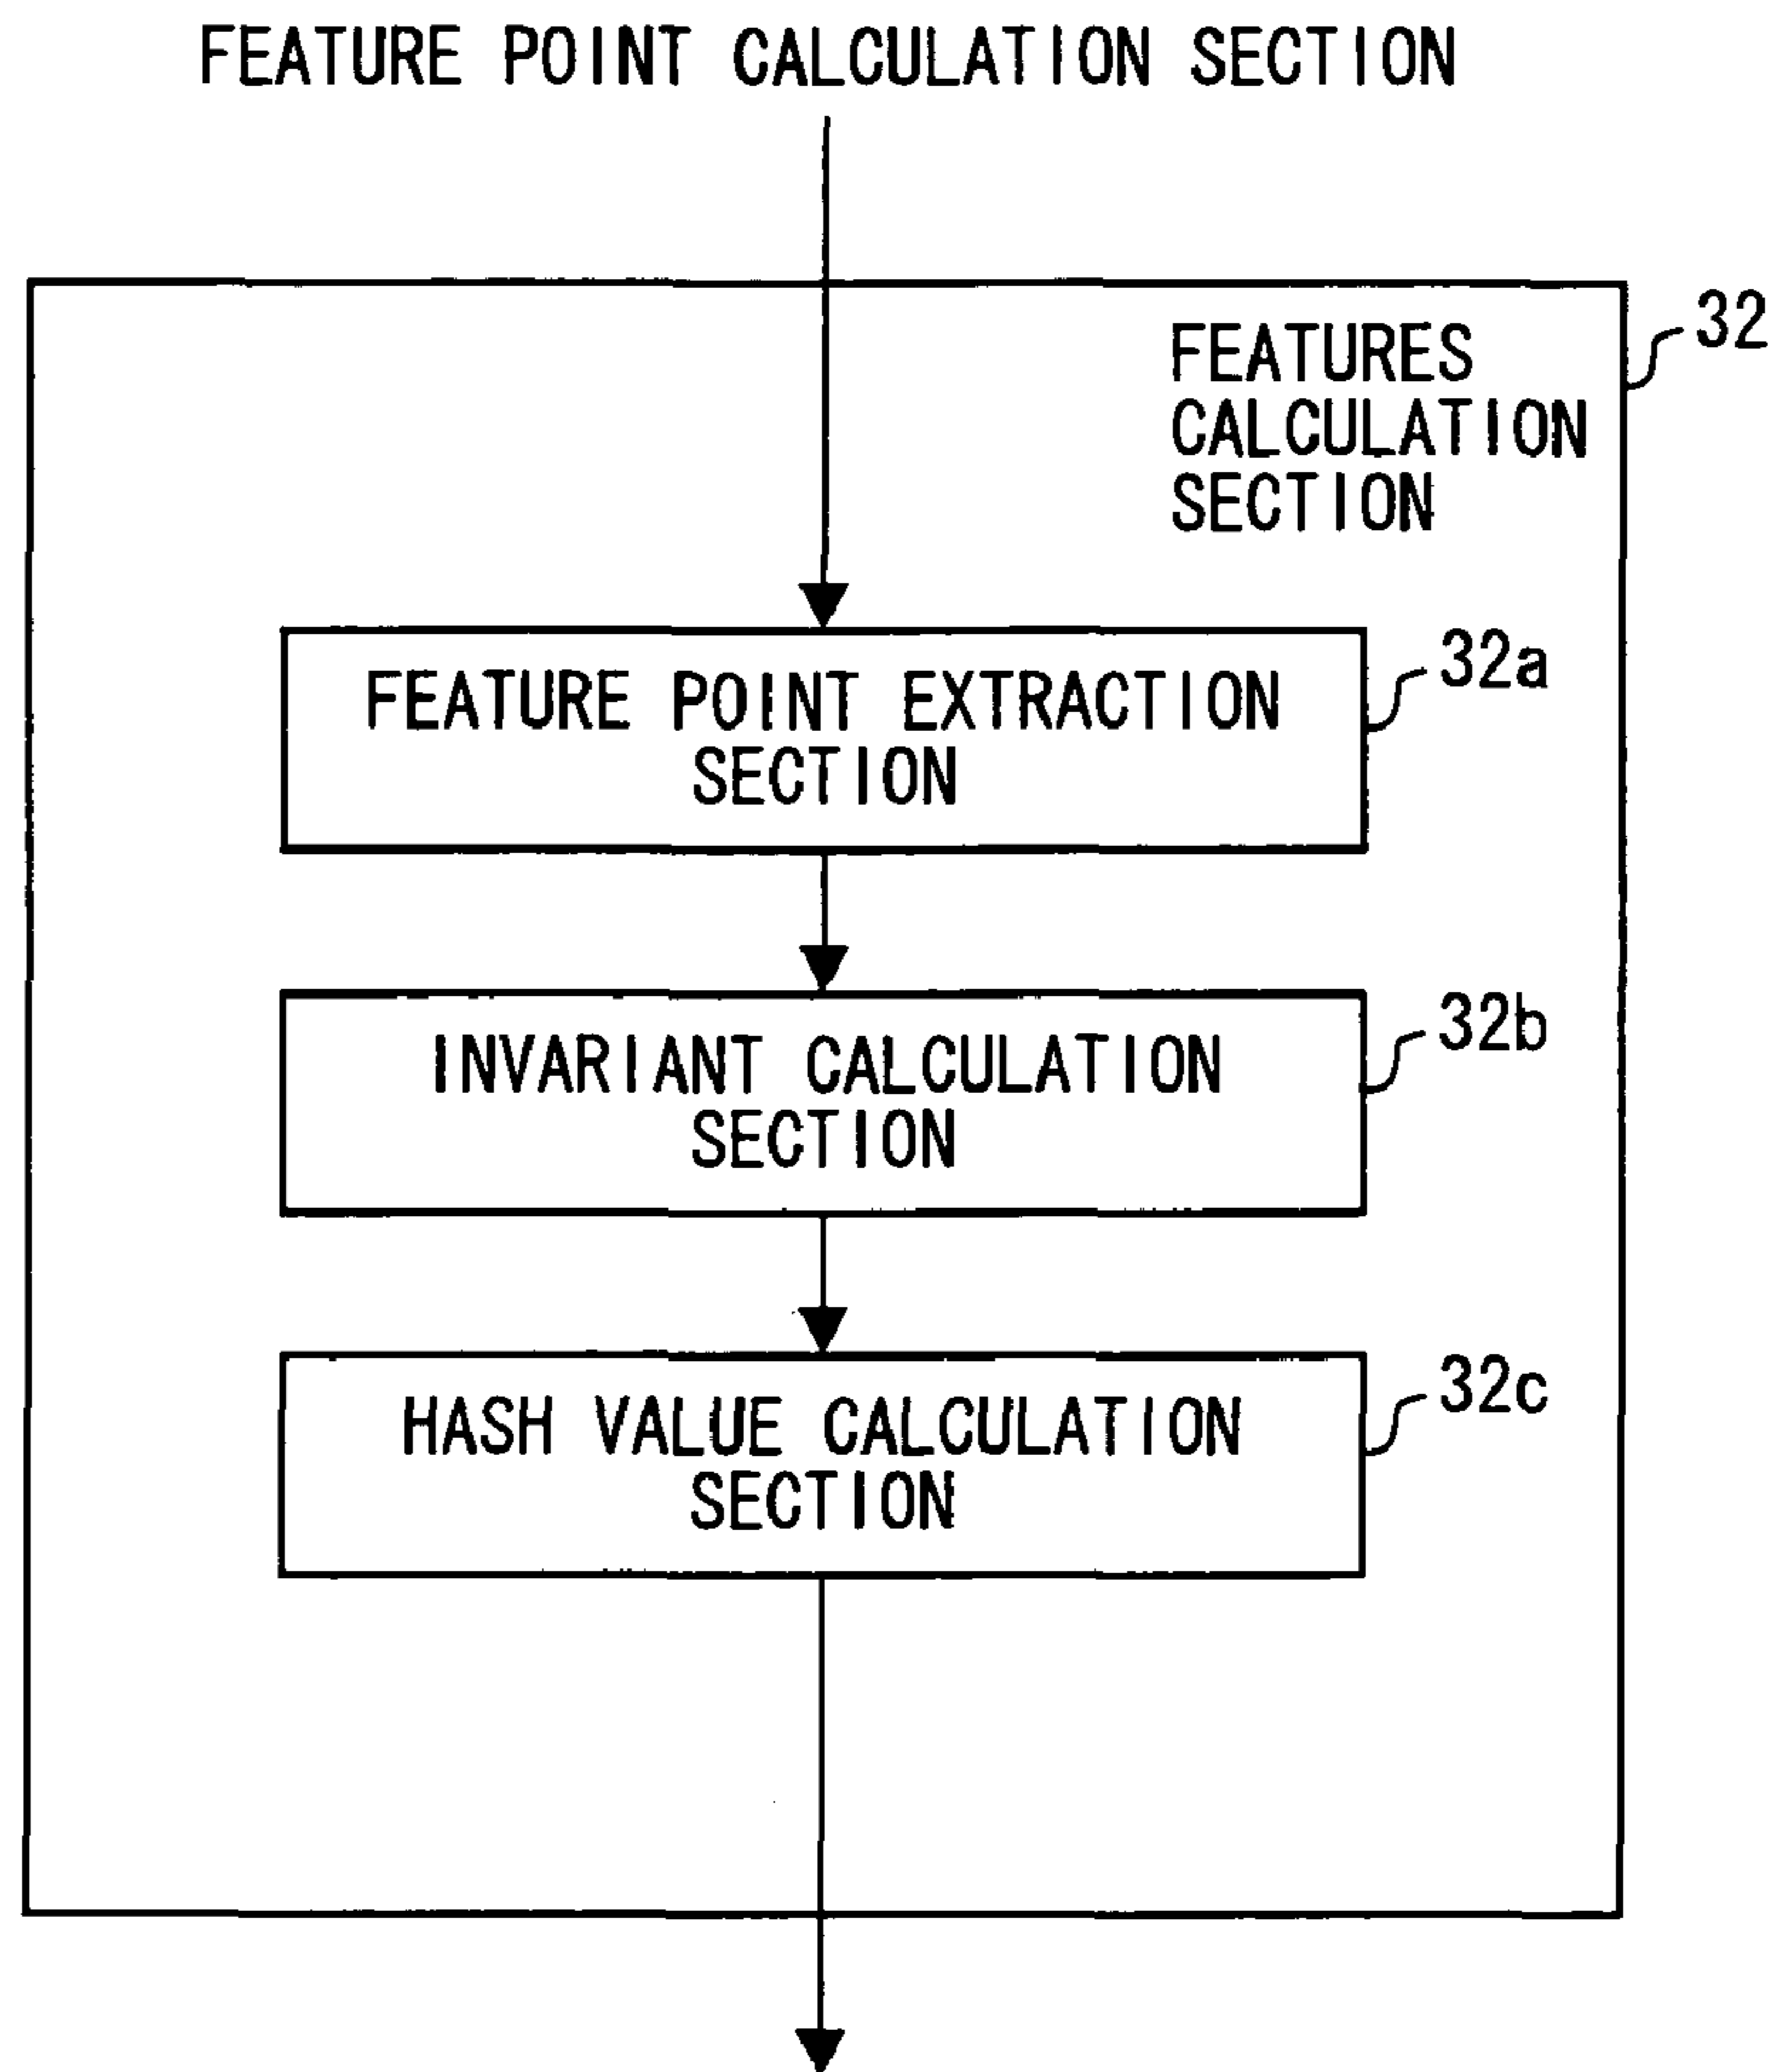 FEATURE POINT CALCULATION SECTION
32
FEATURES
CALCULATION
SECTION
32a
FEATURE POINT EXTRACTION
SECTION
32b
INVARIANT CALCULATION
SECTION
32c
HASH VALUE CALCULATION
SECTION